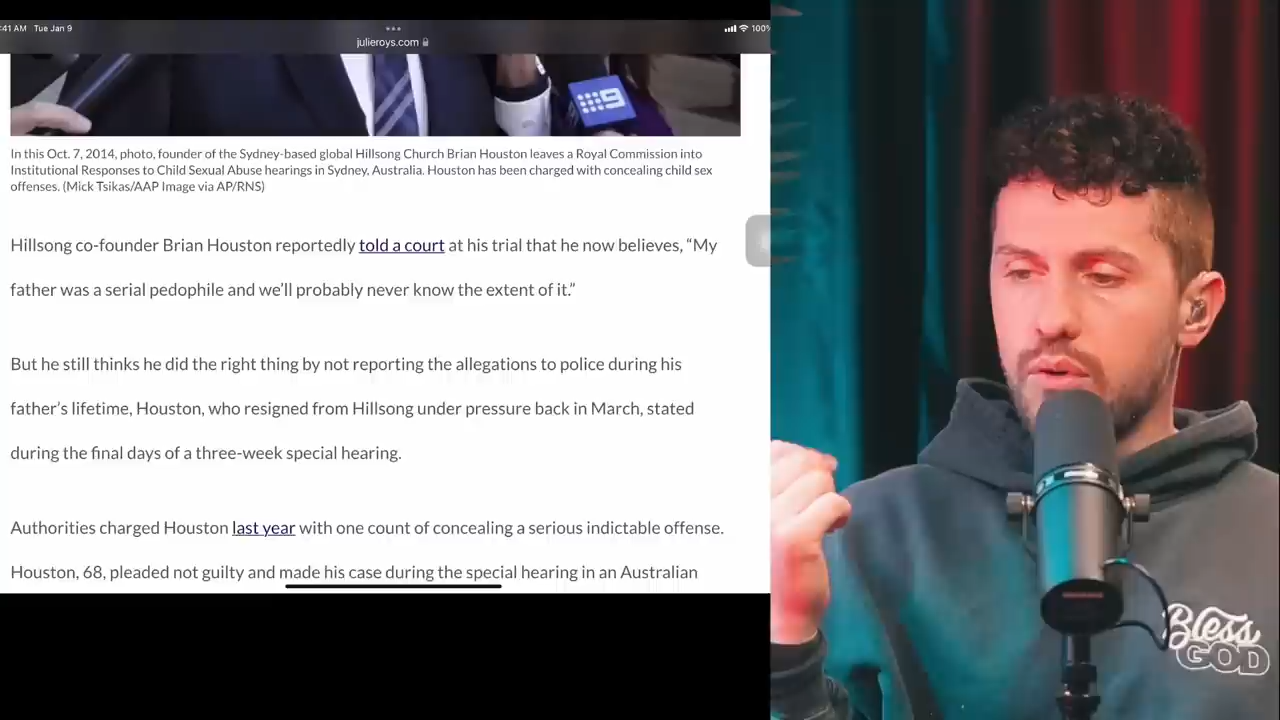 :41 AM Tue Jan 9
100%
julieroys.com
9
In this Oct. 7, 2014, photo, founder of the Sydney-based global Hillsong Church Brian Houston leaves a Royal Commission into
Institutional Responses to Child Sexual Abuse hearings in Sydney, Australia. Houston has been charged with concealing child sex
offenses. (Mick Tsikas/AAP Image via AP/RNS)
Hillsong co-founder Brian Houston reportedly told a court at his trial that he now believes, “My
father was a serial pedophile and we’ll probably never know the extent of it.”
But he still thinks he did the right thing by not reporting the allegations to police during his
father’s lifetime, Houston, who resigned from Hillsong under pressure back in March, stated
during the final days of a three-week special hearing.
Authorities charged Houston last year with one count of concealing a serious indictable offense.
Houston, 68, pleaded not guilty and made his case during the special hearing in an Australian
Bless
GOD